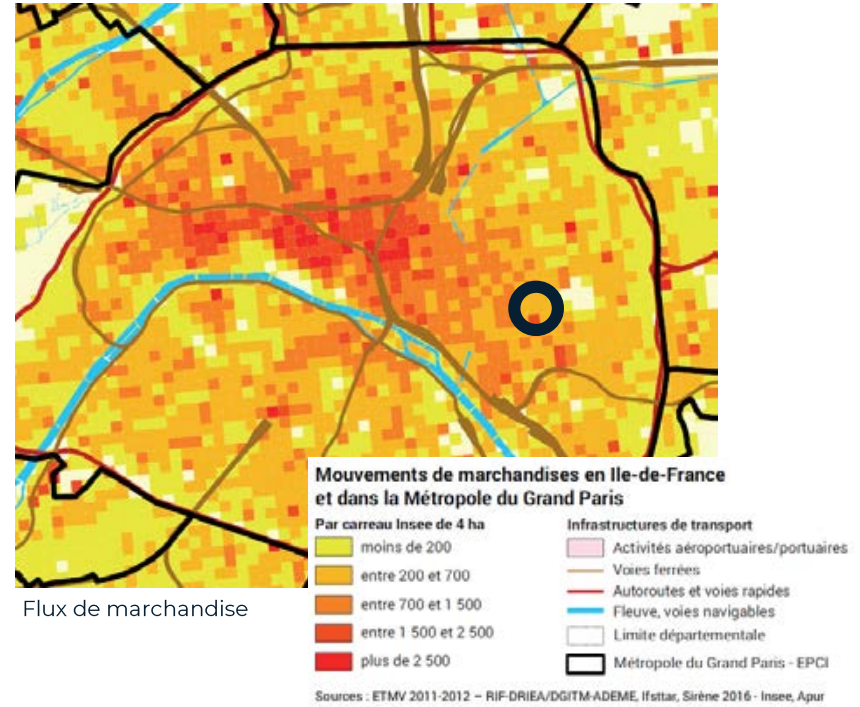 Mouvements de marchandises en Ile-de-France
et dans la Métropole du Grand Paris
Par carreau Insee de 4 ha
moins de 200
entre 200 et 700
entre 700 et 1 500
entre 1 500 et 2 500
plus de 2 500
Infrastructures de transport
Activités aéroportuaires/portuaires
Voies ferrées
Autoroutes et voies rapides
Fleuve, voies navigables
Limite départementale
Métropole du Grand Paris - EPCI
Sources : ETMV 2011-2012 – RIF-DRIEA/DGITM-ADEME, Ifsttar, Sirène 2016 - Insee, Apur
Flux de marchandise